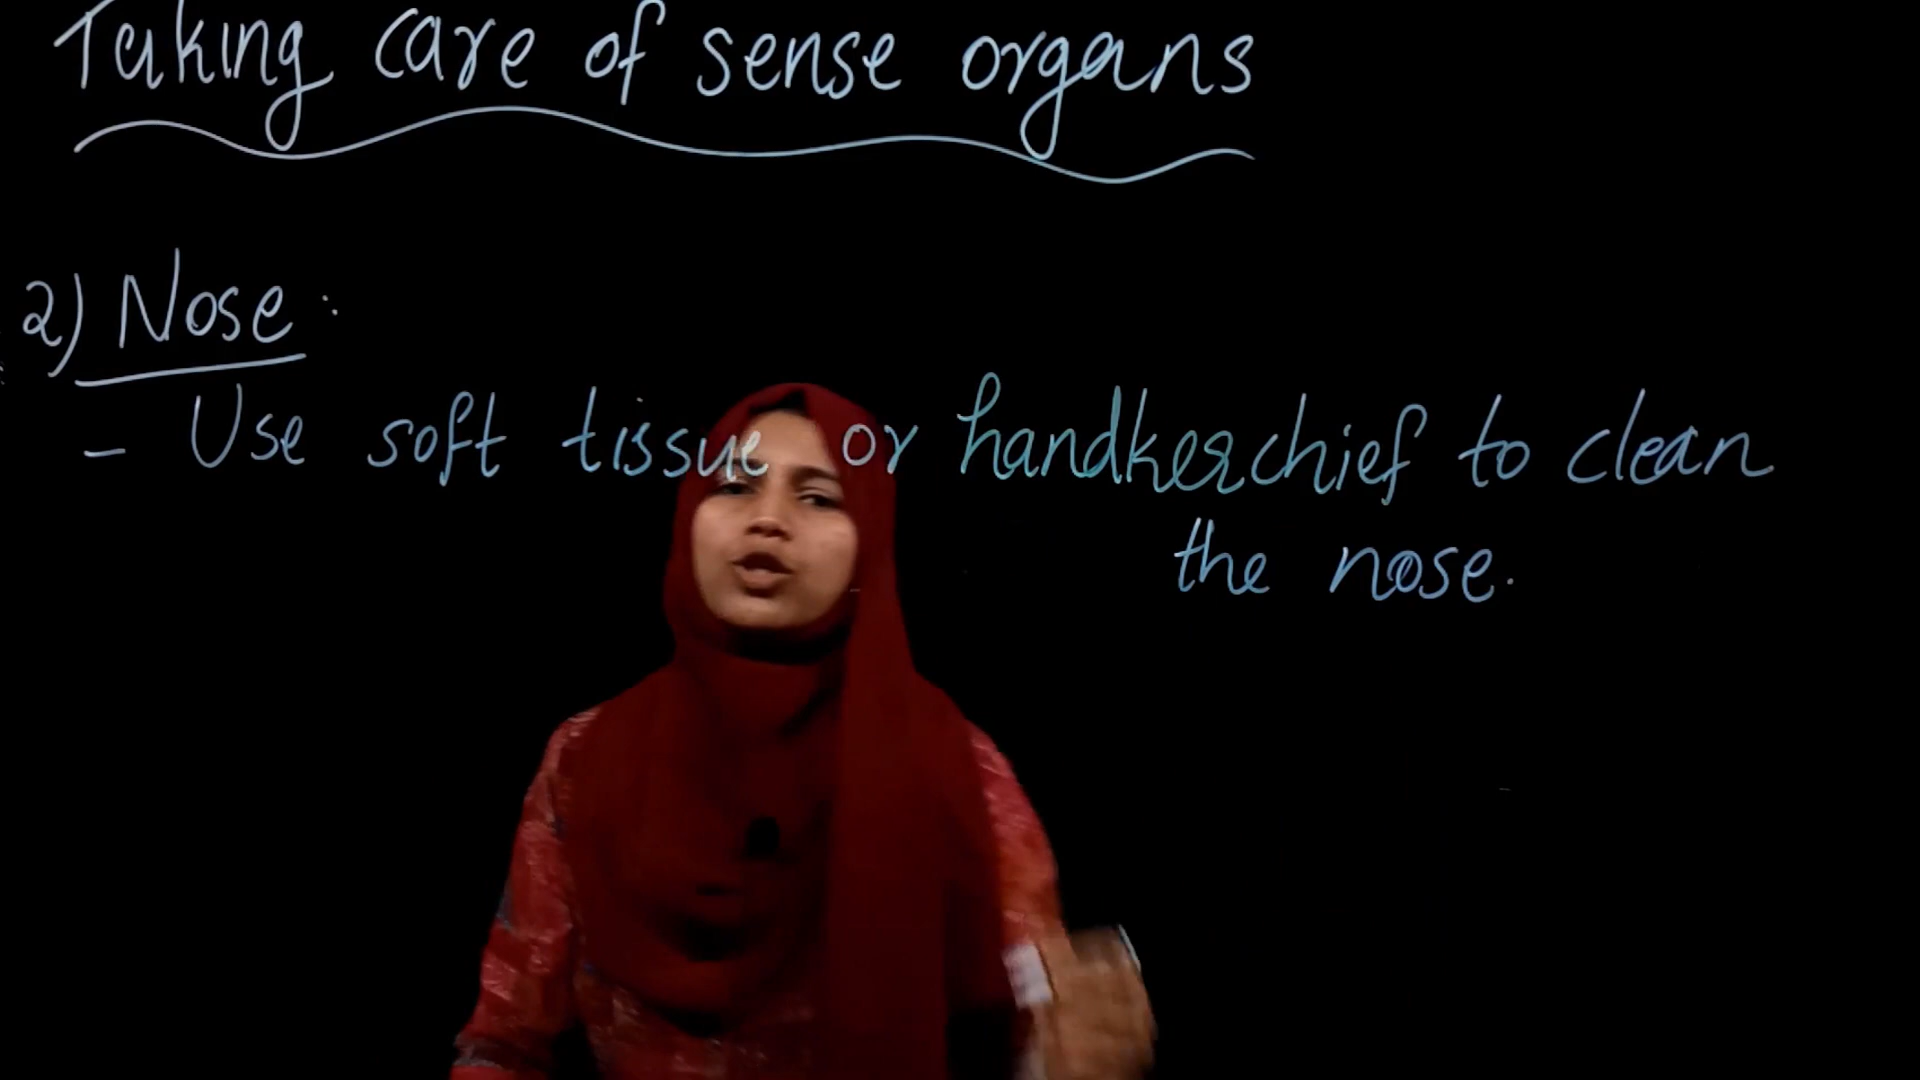 Taking care of sense organs
2) Nose:
- Use soft tissue or handkerchief to clean
the nose.